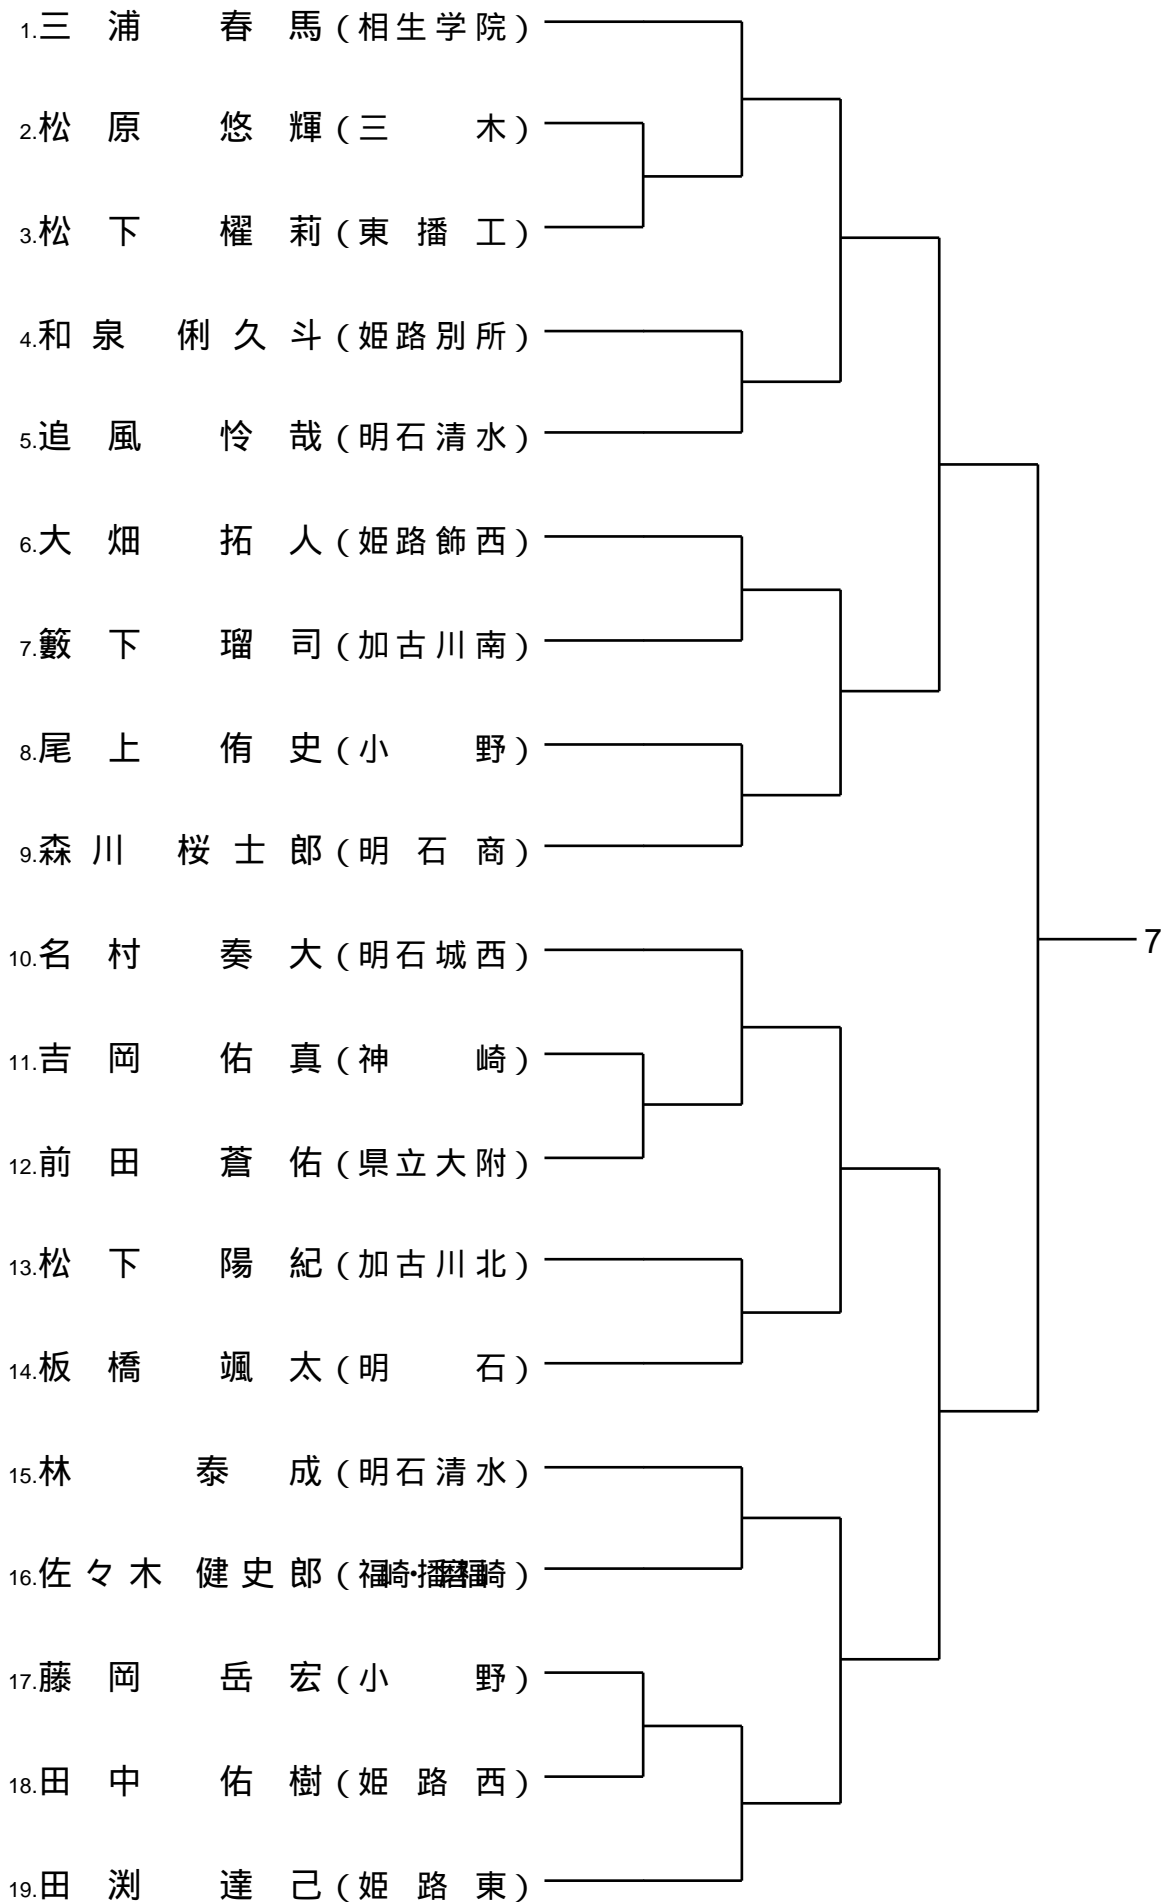 1.三浦 春馬(相生学院)
2.松原 悠輝(三木)
3.松下 櫂莉(東播工)
4.和泉 俐久斗(姫路別所)
5.追風 怜哉(明石清水)
6.大畑 拓人(姫路飾西)
7.籔下 瑠司(加古川南)
8.尾上 侑史(小野)
9.森川 桜士郎(明石商)
10.名村 奏大(明石城西)
7
11.吉岡 佑真(神崎)
12.前田 蒼佑(県立大附)
13.松下 陽紀(加古川北)
14.板橋 颯太(明石)
15.林 泰成(明石清水)
16.佐々木 健史郎(福崎・播磨福崎)
17.藤岡 岳宏(小野)
18.田中 佑樹(姫路西)
19.田渕 達己(姫路東)